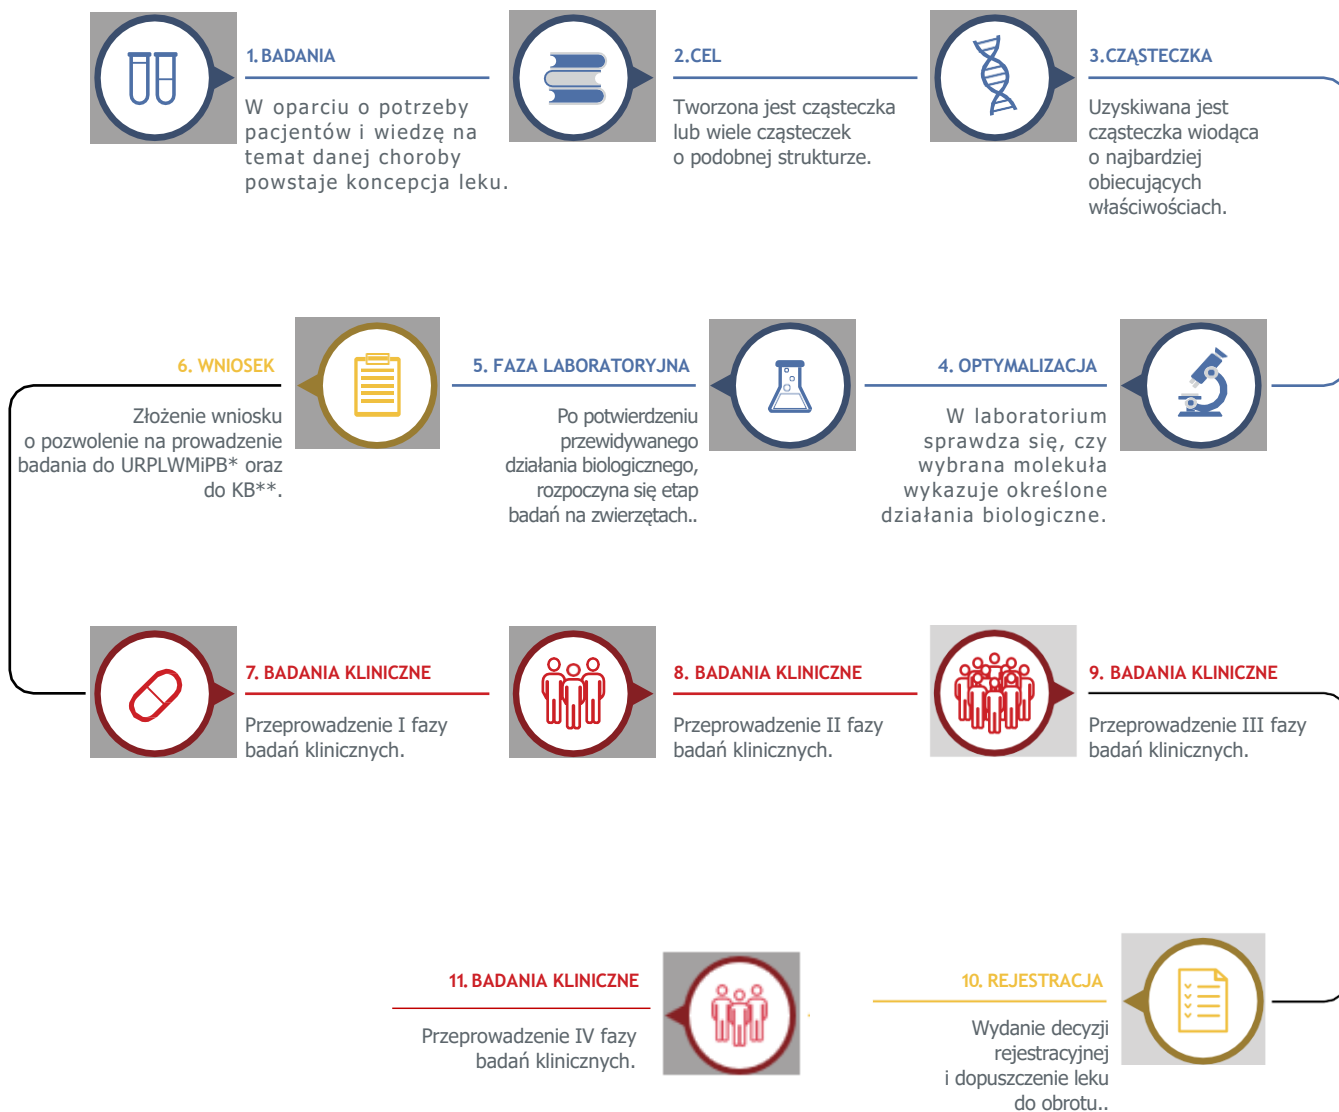 1. BADANIA
W oparciu o potrzeby
pacjentów i wiedzę na
temat danej choroby
powstaje koncepcja leku.
2.CEL
Tworzona jest cząsteczka
lub wiele cząsteczek
o podobnej strukturze.
3.CZĄSTECZKA
Uzyskiwana jest
cząsteczka wiodąca
o najbardziej
obiecujących
właściwościach.
4. OPTYMALIZACJA
W laboratorium
sprawdza się, czy
wybrana molekuła
wykazuje określone
działania biologiczne.
5. FAZA LABORATORYJNA
Po potwierdzeniu
przewidywanego
działania biologicznego,
rozpoczyna się etap
badań na zwierzętach..
6. WNIOSEK
Złożenie wniosku
o pozwolenie na prowadzenie
badania do URPLWMiPB* oraz
do KB**.
7. BADANIA KLINICZNE
Przeprowadzenie I fazy
badań klinicznych.
8. BADANIA KLINICZNE
Przeprowadzenie II fazy
badań klinicznych.
9. BADANIA KLINICZNE
Przeprowadzenie III fazy
badań klinicznych.
10. REJESTRACJA
Wydanie decyzji
rejestracyjnej
i dopuszczenie leku
do obrotu..
11. BADANIA KLINICZNE
Przeprowadzenie IV fazy
badań klinicznych.